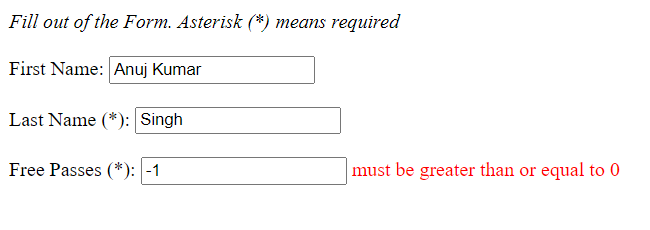 Fill out of the Form. Asterisk (*) means required
First Name: Anuj Kumar
Last Name (*): Singh
Free Passes (*): -1 must be greater than or equal to 0